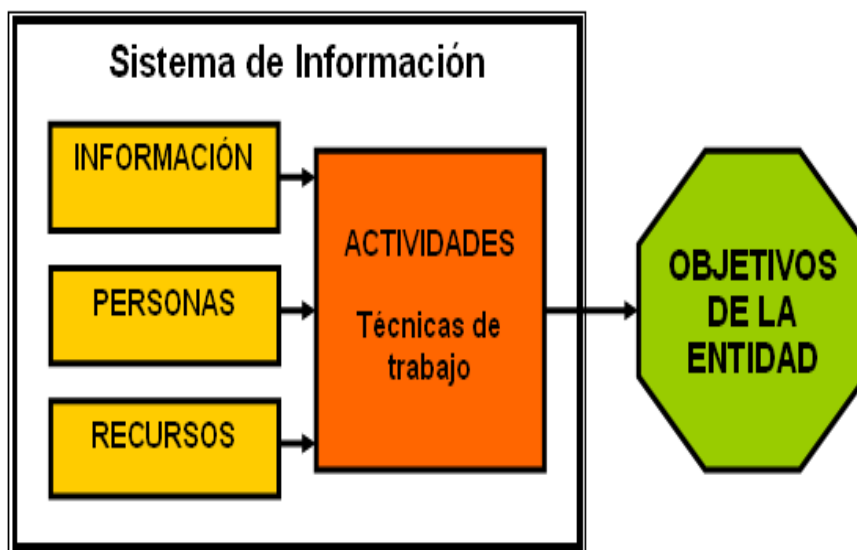 Sistema de Información
INFORMACIÓN
PERSONAS
RECURSOS
ACTIVIDADES
Técnicas de
trabajo
OBJETIVOS
DE LA
ENTIDAD